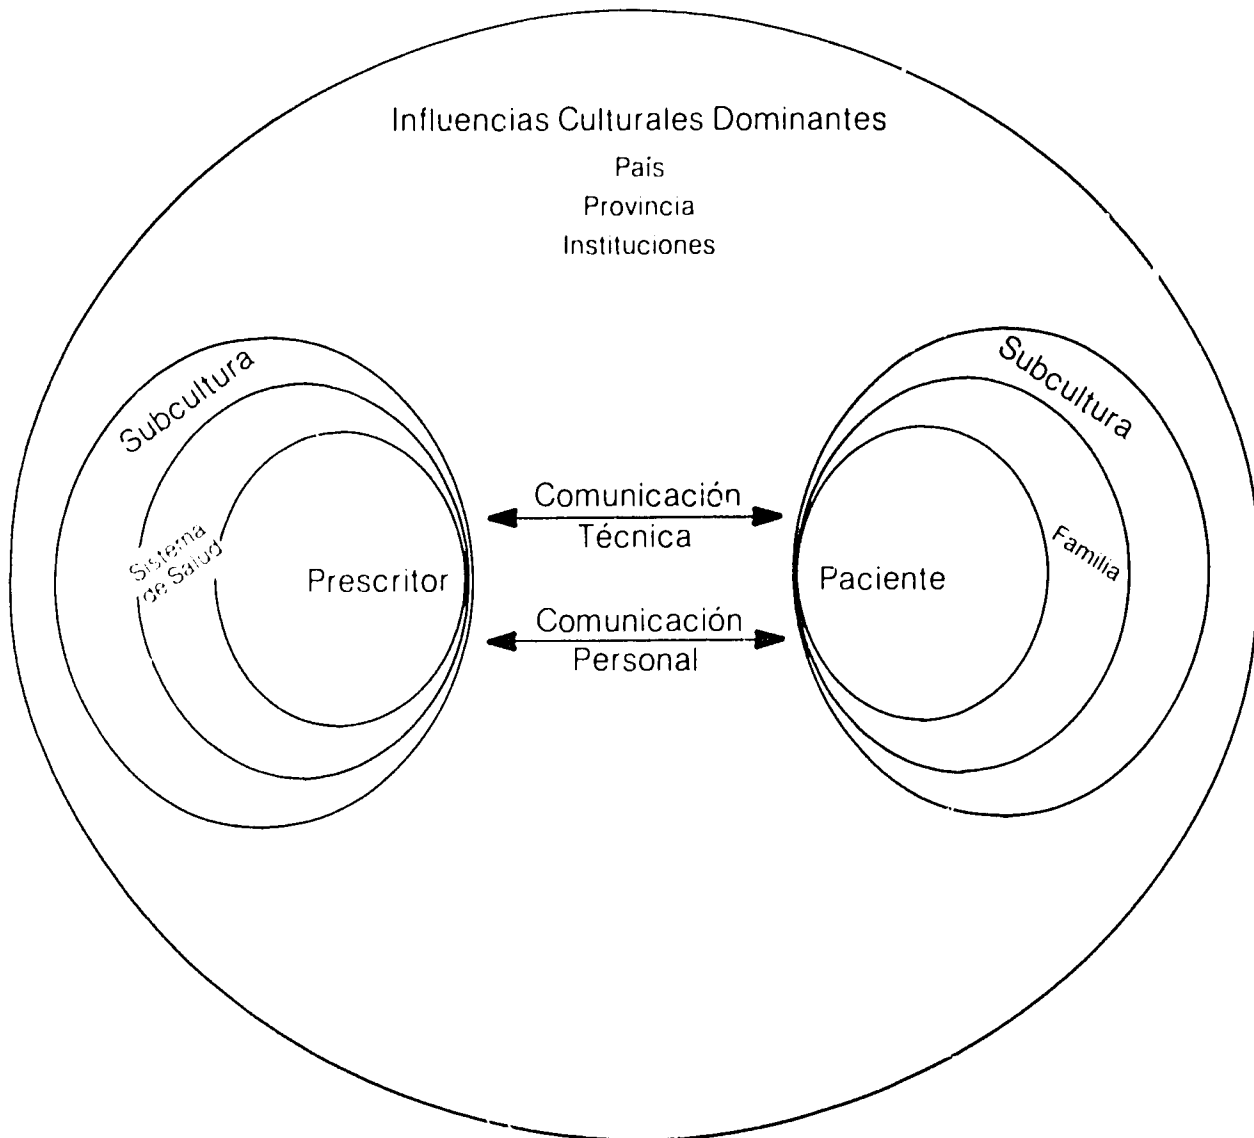 Influencias Culturales Dominantes
País
Provincia
Instituciones
Subcultura
Sistema
de Salud
Prescritor
Comunicación
Técnica
Comunicación
Personal
Subcultura
Familia
Paciente